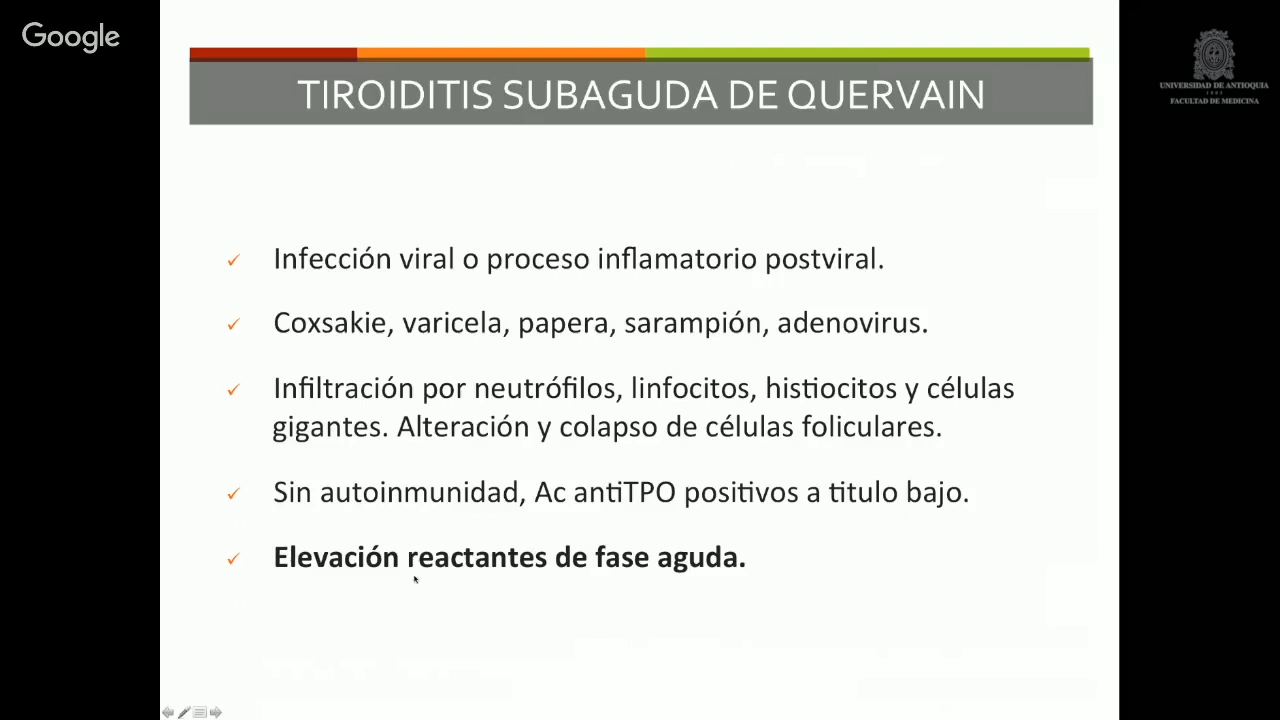 Google
TIROIDITIS SUBAGUDA DE QUERVAIN
UNIVERSIDAD DE ANTIOQUIA
1803
FACULTAD DE MEDICINA
Infección viral o proceso inflamatorio postviral.
Coxsakie, varicela, papera, sarampión, adenovirus.
Infiltración por neutrófilos, linfocitos, histiocitos y células
gigantes. Alteración y colapso de células foliculares.
Sin autoinmunidad, Ac antiTPO positivos a titulo bajo.
Elevación reactantes de fase aguda.